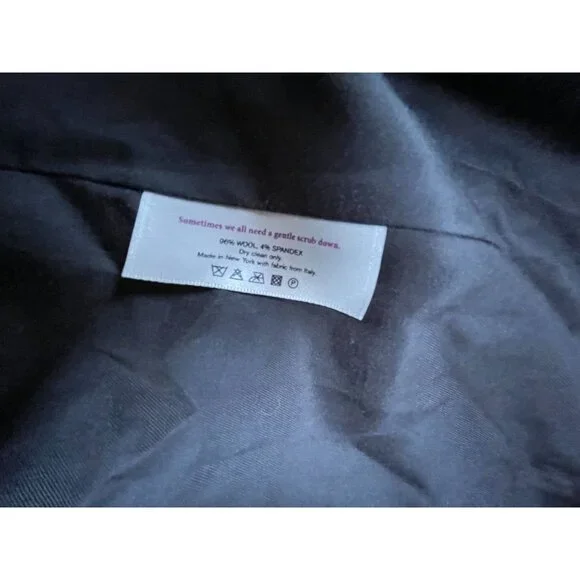 Sometimes we all need a gentle scrub down.
96% WOOL, 4% SPANDEX
Dry clean only.
Made in New York with fabric from Italy.
P